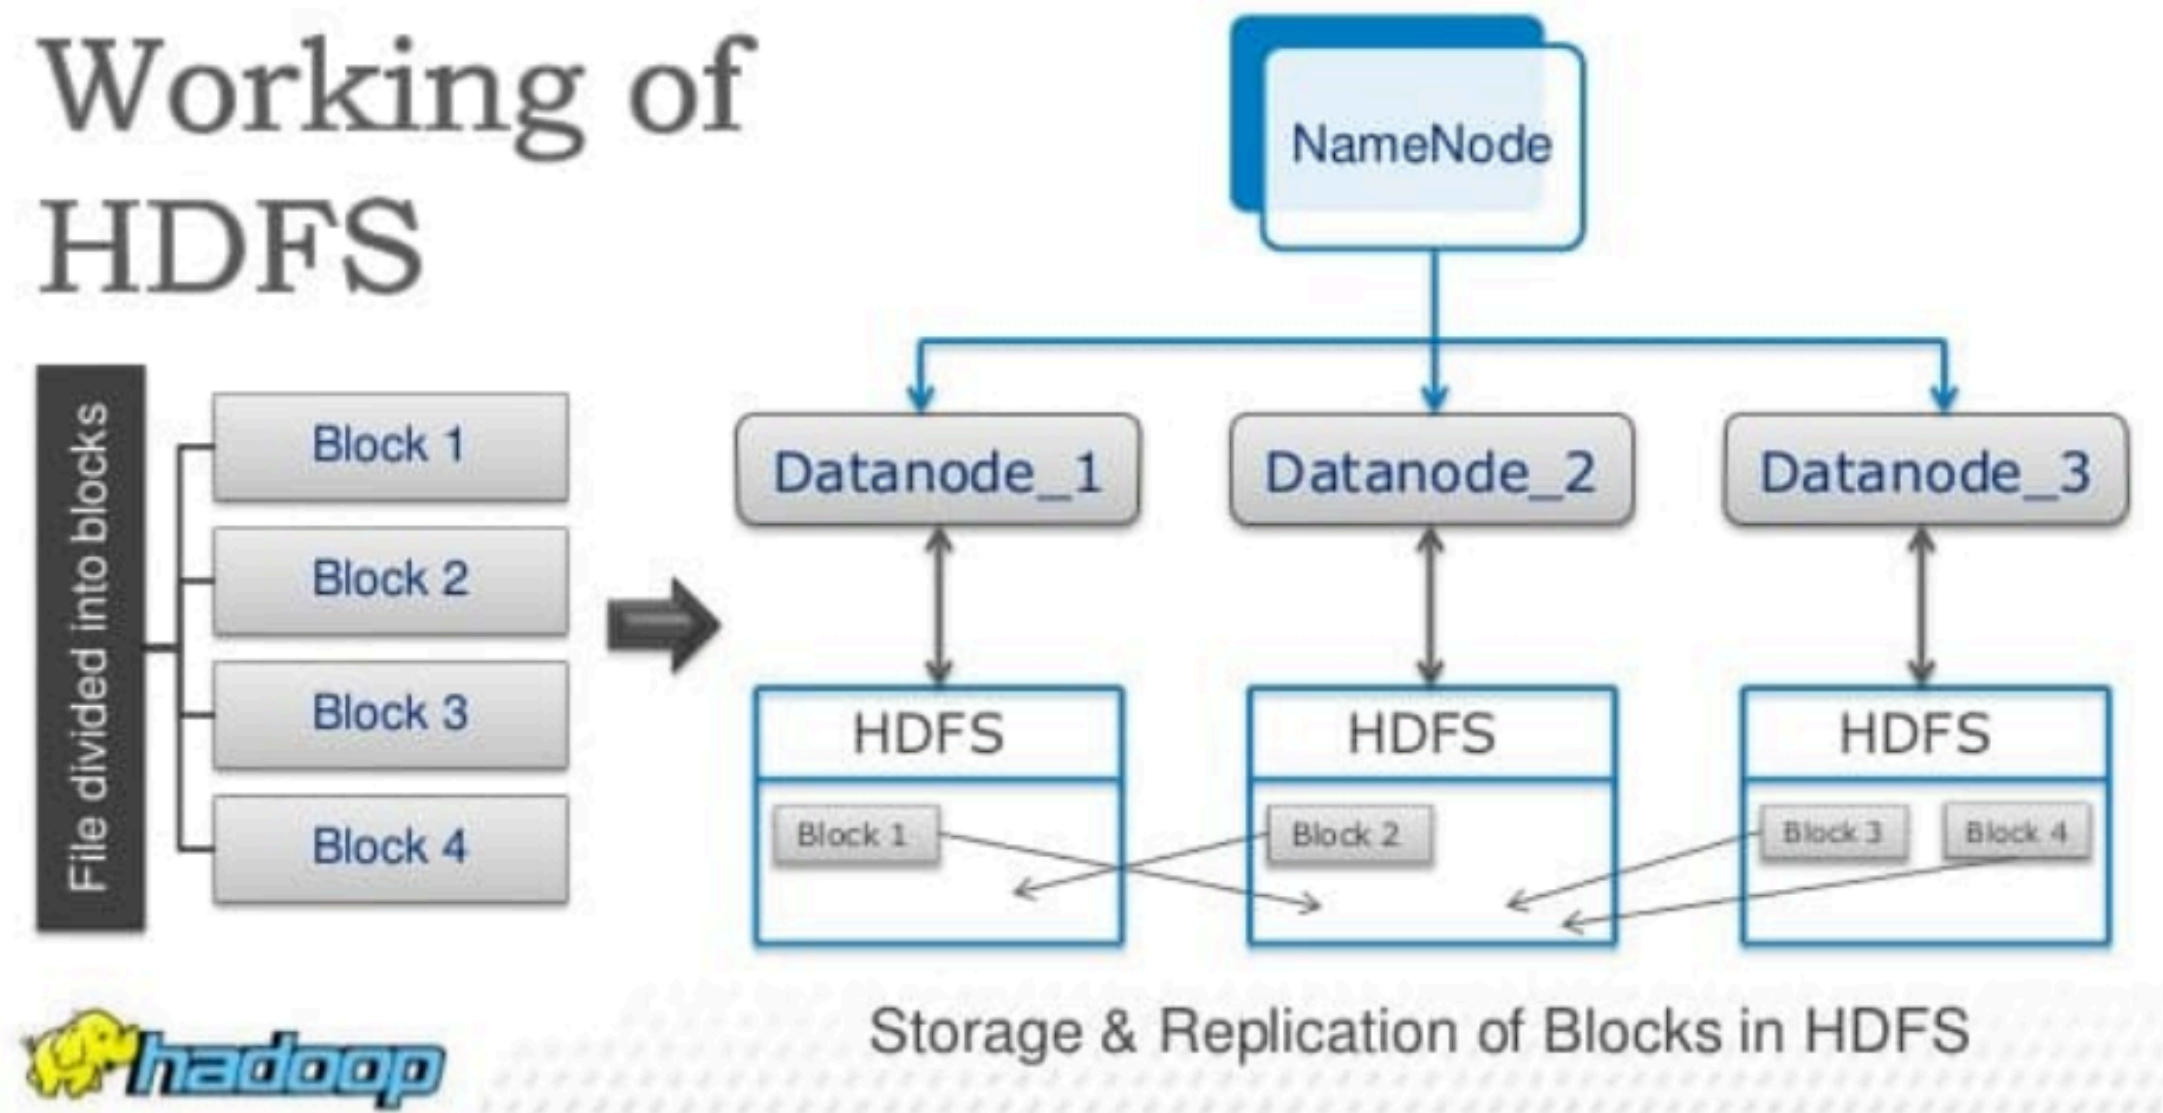 Working of
HDFS
File divided into blocks
Block 1
Block 2
Block 3
Block 4
NameNode
Datanode_1
Datanode_2
Datanode_3
HDFS
HDFS
HDFS
Block 1
Block 2
Block 3
Block 4
Storage & Replication of Blocks in HDFS
hadoop